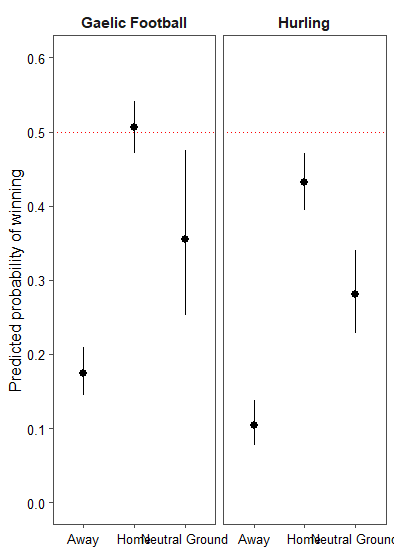 Gaelic Football
Hurling
Predicted probability of winning
0.6
0.5
0.4
0.3
0.2
0.1
0.0
Away Home Neutral Ground
Away Home Neutral Ground